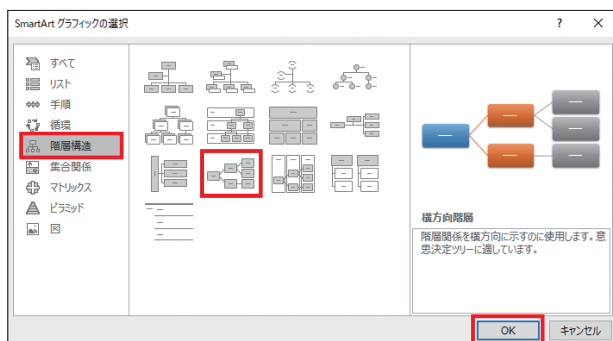 SmartArt グラフィックの選択
? ×
すべて
リスト
手順
循環
階層構造
集合関係
マトリックス
ピラミッド
図
横方向階層
階層関係を横方向に示すのに使用します。意
思決定ツリーに適しています。
OK
キャンセル